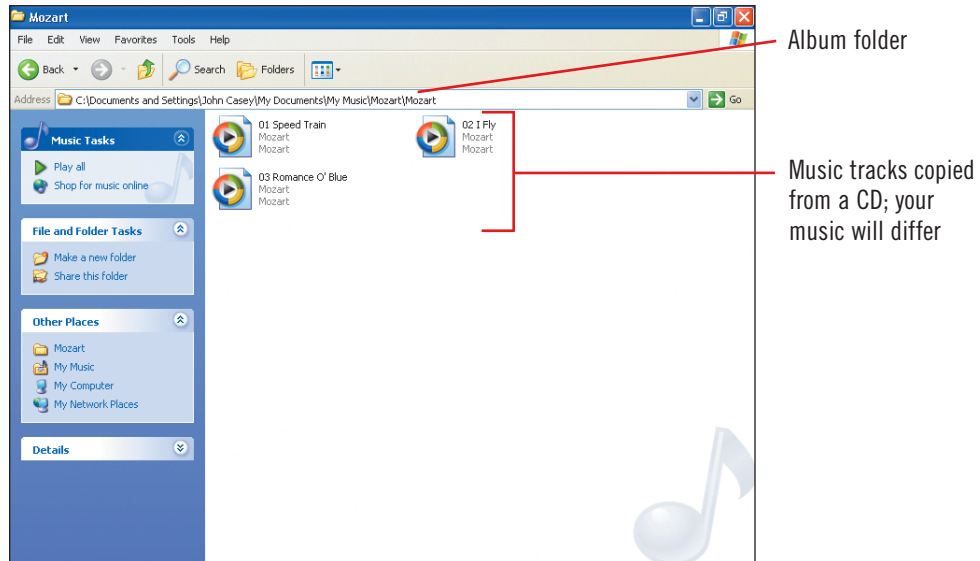 Mozart
File Edit View Favorites Tools Help
Back Search Folders
Address C:\Documents and Settings\John Casey\My Documents\My Music\Mozart\Mozart Go
Music Tasks
Play all
Shop for music online
File and Folder Tasks
Make a new folder
Share this folder
Other Places
Mozart
My Music
My Computer
My Network Places
Details
01 Speed Train
Mozart
Mozart
02 I Fly
Mozart
Mozart
03 Romance O' Blue
Mozart
Mozart
Album folder
Music tracks copied
from a CD; your
music will differ